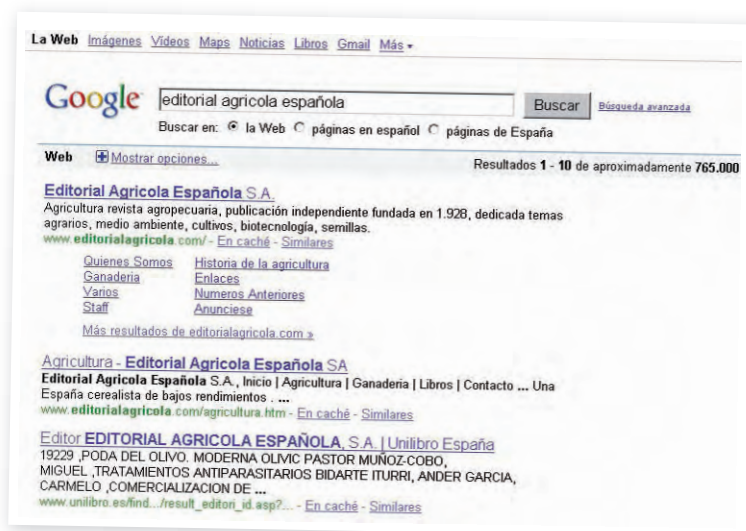 La Web Imágenes Vídeos Maps Noticias Libros Gmail Más
Google editorial agricola española Buscar Búsqueda avanzada
Buscar en: la Web páginas en español páginas de España
Web Mostrar opciones... Resultados 1 - 10 de aproximadamente 765.000
Editorial Agricola Española S.A.
Agricultura revista agropecuaria, publicación independiente fundada en 1.928, dedicada temas
agrarios, medio ambiente, cultivos, biotecnología, semillas.
www.editorialagricola.com/ - En caché - Similares
Quienes Somos Historia de la agricultura
Ganaderia Enlaces
Varios Numeros Anteriores
Staff Anunciese
Más resultados de editorialagricola.com »
Agricultura - Editorial Agricola Española SA
Editorial Agricola Española S.A., Inicio | Agricultura | Ganaderia | Libros | Contacto ... Una
España cerealista de bajos rendimientos . ...
www.editorialagricola.com/agricultura.htm - En caché - Similares
Editor EDITORIAL AGRICOLA ESPAÑOLA, S.A. | Unilibro España
19229 ,PODA DEL OLIVO. MODERNA OLIVIC PASTOR MUÑOZ-COBO,
MIGUEL ,TRATAMIENTOS ANTIPARASITARIOS BIDARTE ITURRI, ANDER GARCIA,
CARMELO ,COMERCIALIZACION DE ...
www.unilibro.es/find.../result_editori_id.asp?... - En caché - Similares